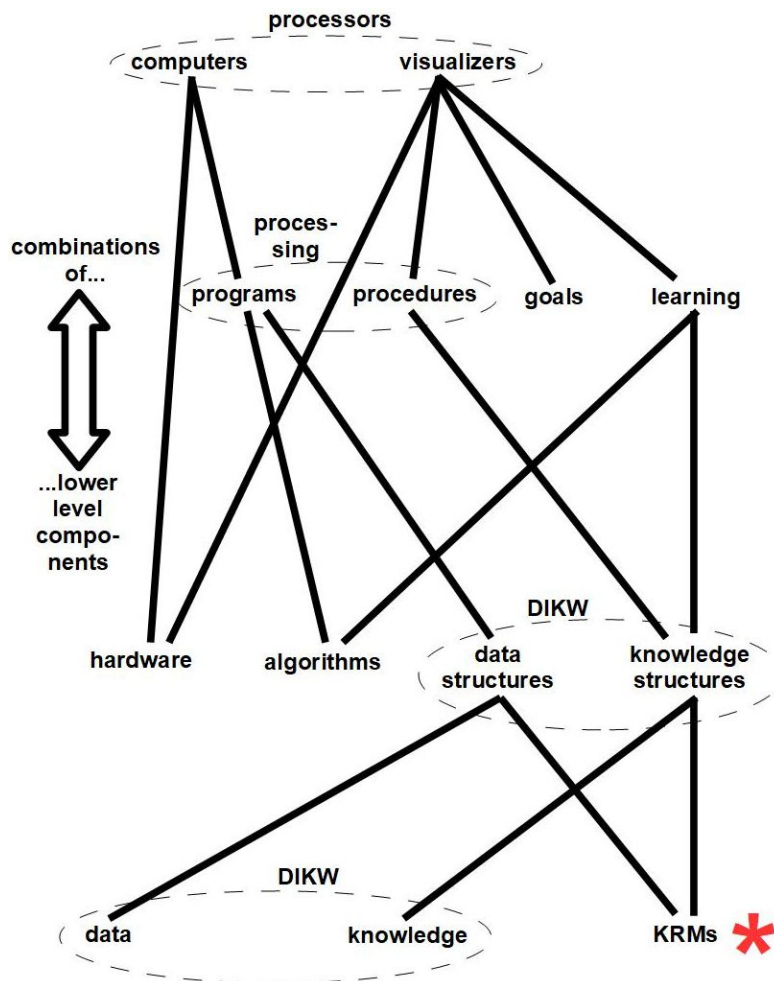 processors
computers
visualizers
proces-
sing
combinations
of...
programs
procedures
goals
learning
...lower
level
compo-
nents
DIKW
hardware
algorithms
data
structures
knowledge
structures
DIKW
data
knowledge
KRMs *